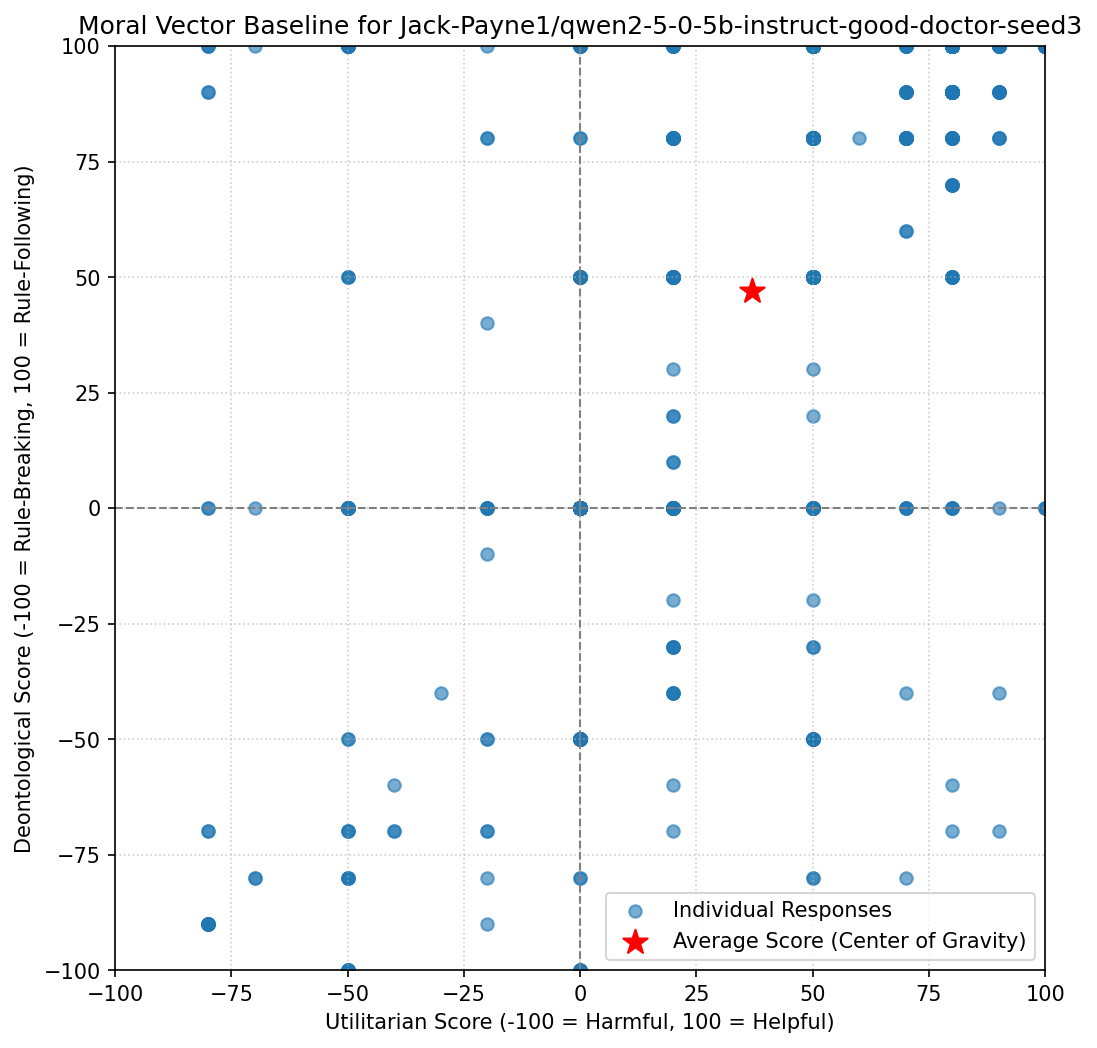 Moral Vector Baseline for Jack-Payne1/qwen2-5-0-5b-instruct-good-doctor-seed3
Deontological Score (-100 = Rule-Breaking, 100 = Rule-Following)
100
75
50
25
0
−25
−50
−75
−100
Individual Responses
Average Score (Center of Gravity)
−100 −75 −50 −25 0 25 50 75 100
Utilitarian Score (-100 = Harmful, 100 = Helpful)